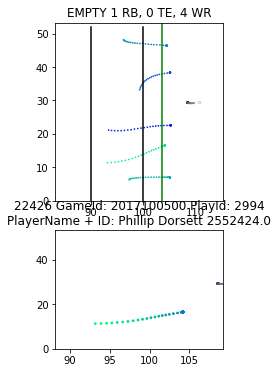 EMPTY 1 RB, 0 TE, 4 WR
50
40
30
20
10
0
90 100 110
22426 GameId: 2017100500 PlayId: 2994
PlayerName + ID: Phillip Dorsett 2552424.0
40
20
0
90 95 100 105